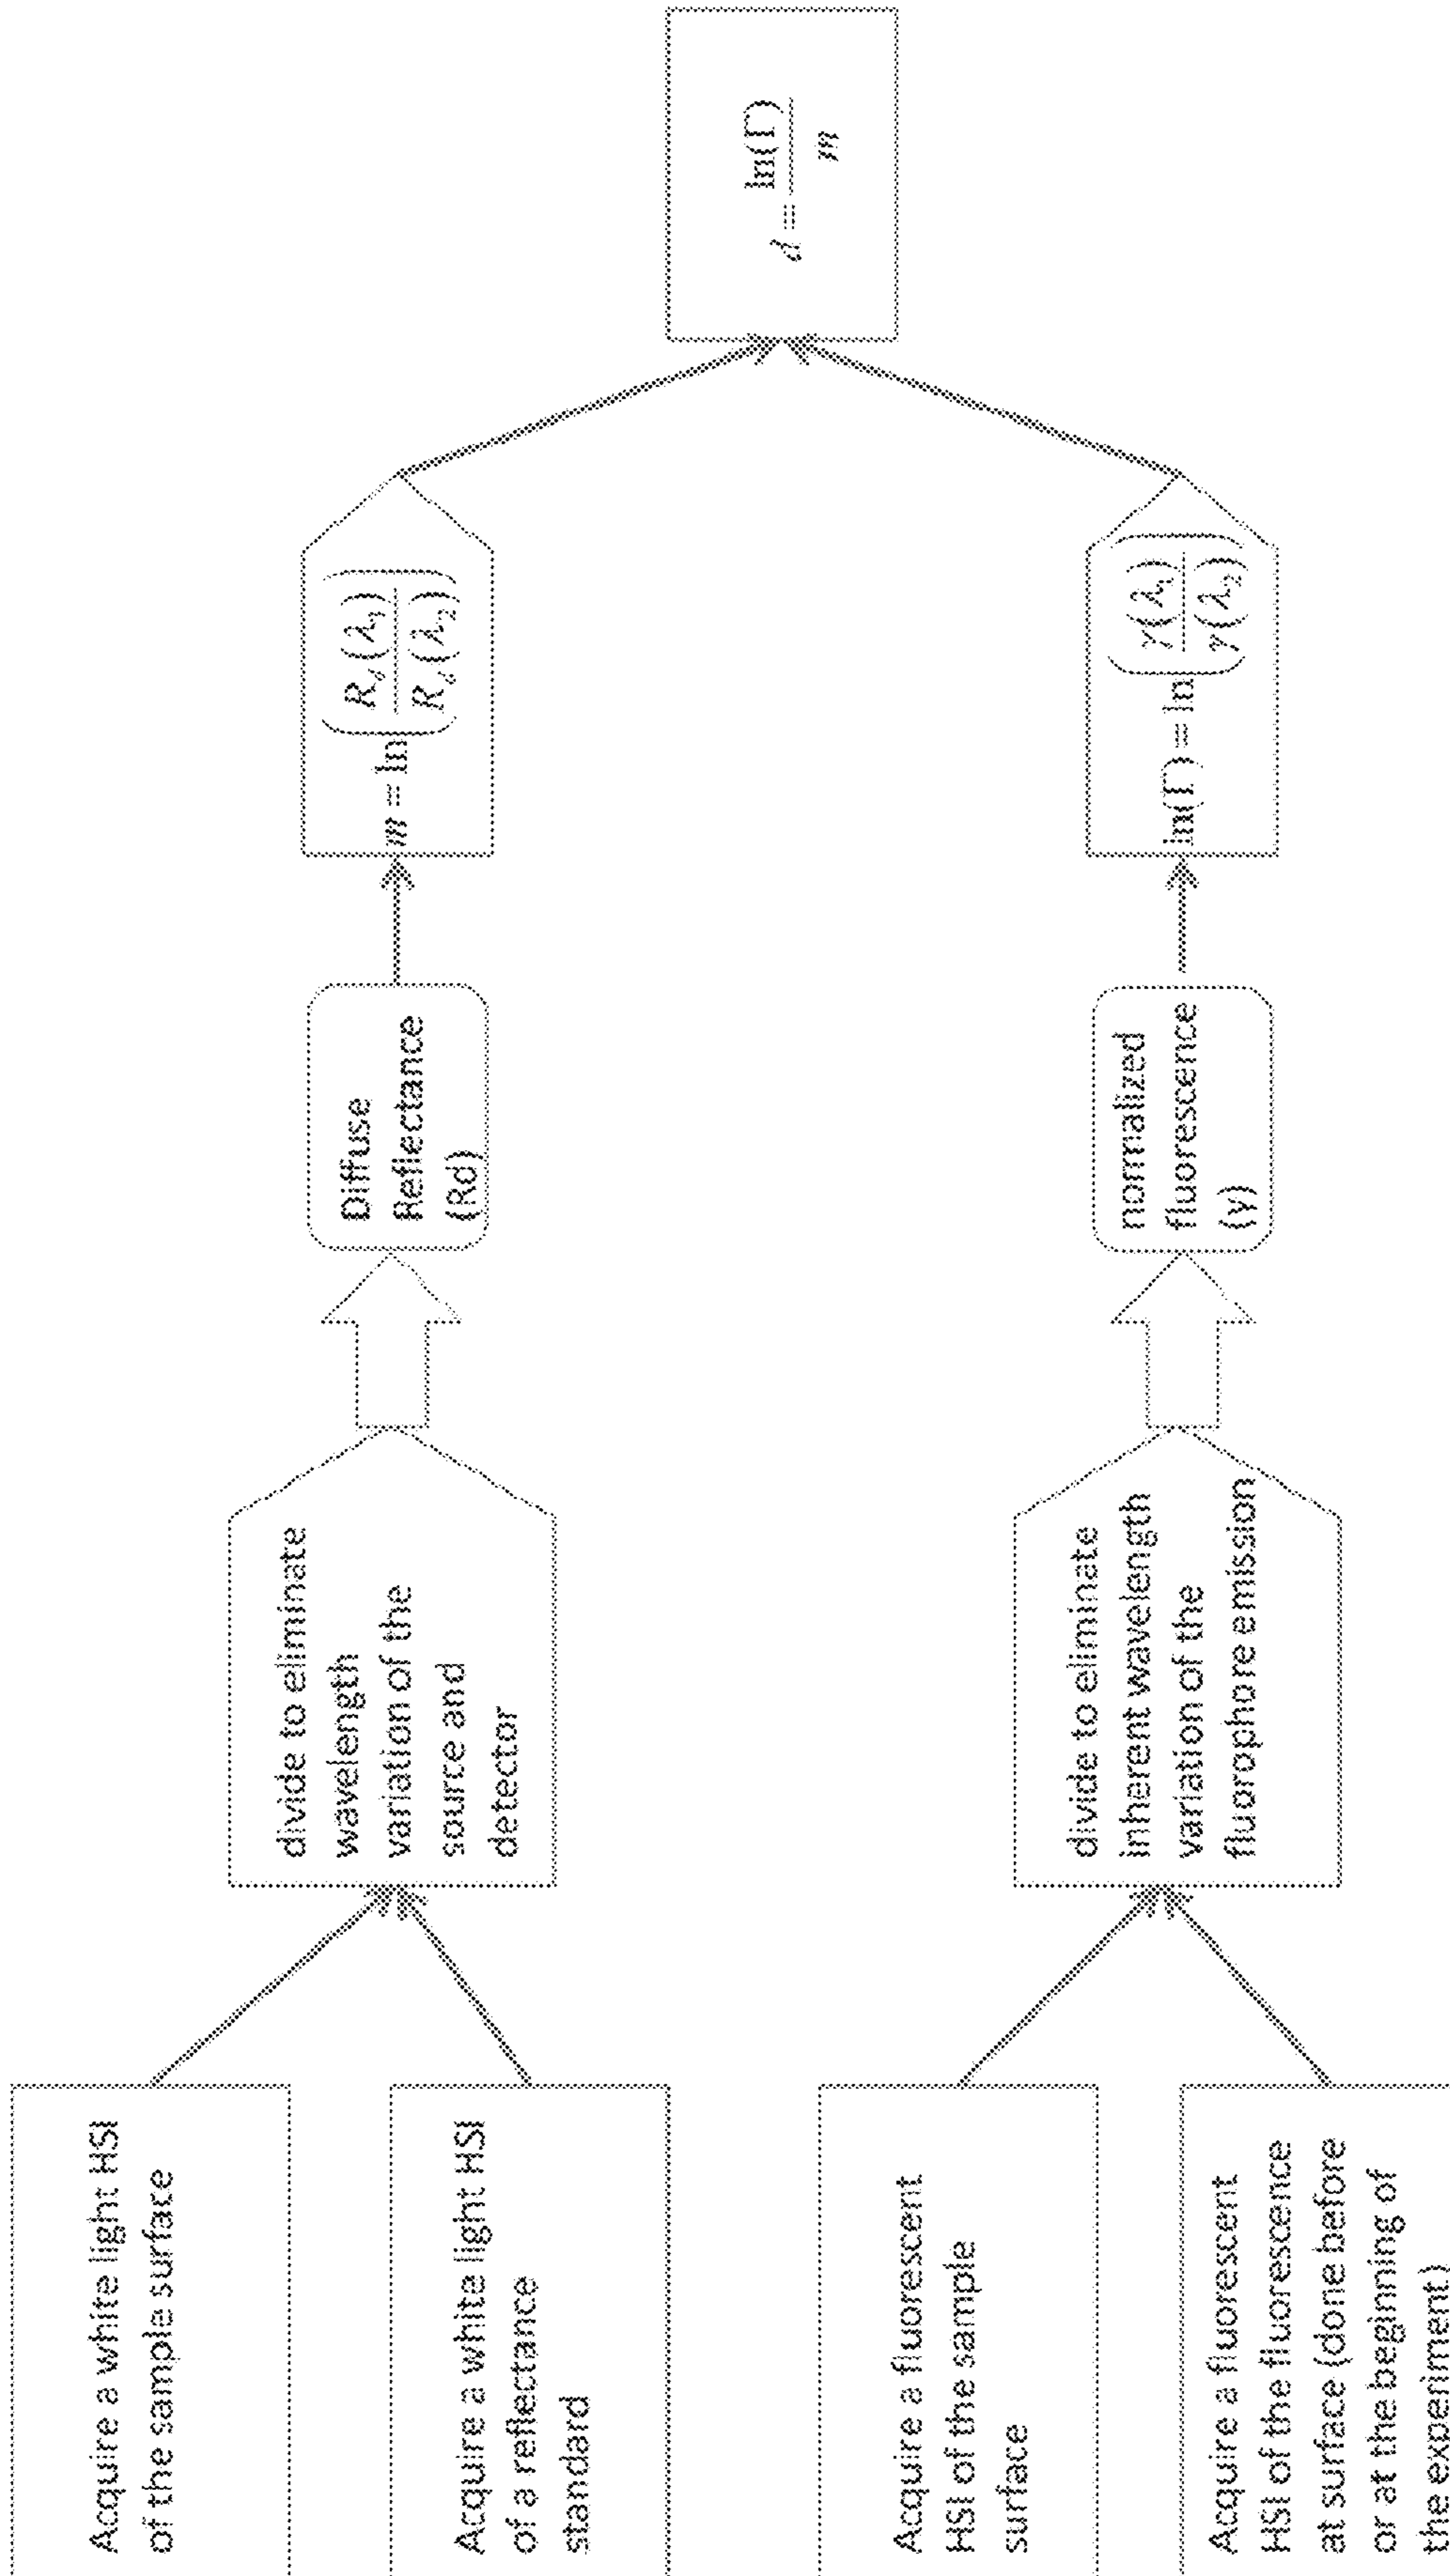 Acquire a white light HSI
of the sample surface
Acquire a white light HSI
of a reflectance
standard
divide to eliminate
wavelength
variation of the
source and
detector
Diffuse
Reflectance
(Rd)
m = ln(R_d(λ₁)/R_d(λ₂))
Acquire a fluorescent
HSI of the sample
surface
Acquire a fluorescent
HSI of the fluorescence
at surface (done before
or at the beginning of
the experiment)
divide to eliminate
inherent wavelength
variation of the
fluorophore emission
normalized
fluorescence
(γ)
ln(Γ) = ln(γ(λ₁)/γ(λ₂))
d = ln(Γ)/m